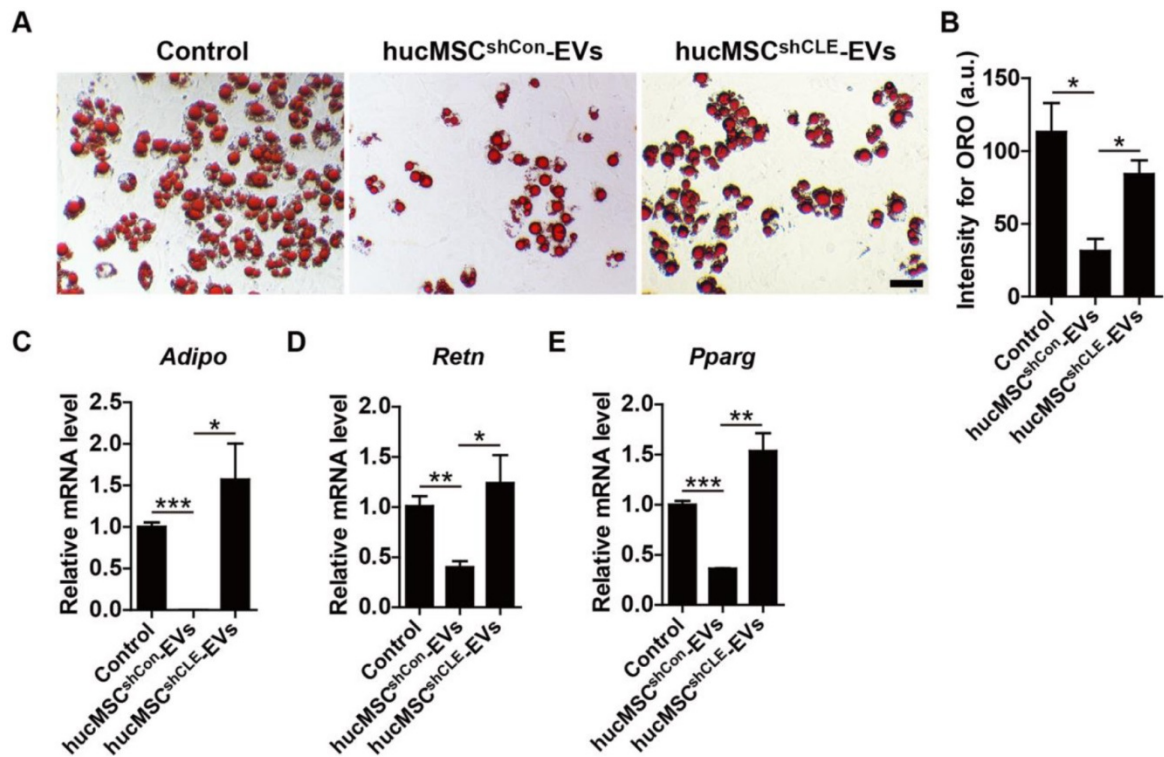 A
Control
hucMSCshCon-EVs
hucMSCshCLE-EVs
B
Intensity for ORO (a.u.)
150
100
50
0
*
*
Control
hucMSCshCon-EVs
hucMSCshCLE-EVs
C
Adipo
Relative mRNA level
2.5
2.0
1.5
1.0
0.5
0.0
***
*
Control
hucMSCshCon-EVs
hucMSCshCLE-EVs
D
Retn
Relative mRNA level
2.0
1.5
1.0
0.5
0.0
**
*
Control
hucMSCshCon-EVs
hucMSCshCLE-EVs
E
Pparg
Relative mRNA level
2.0
1.5
1.0
0.5
0.0
***
**
Control
hucMSCshCon-EVs
hucMSCshCLE-EVs